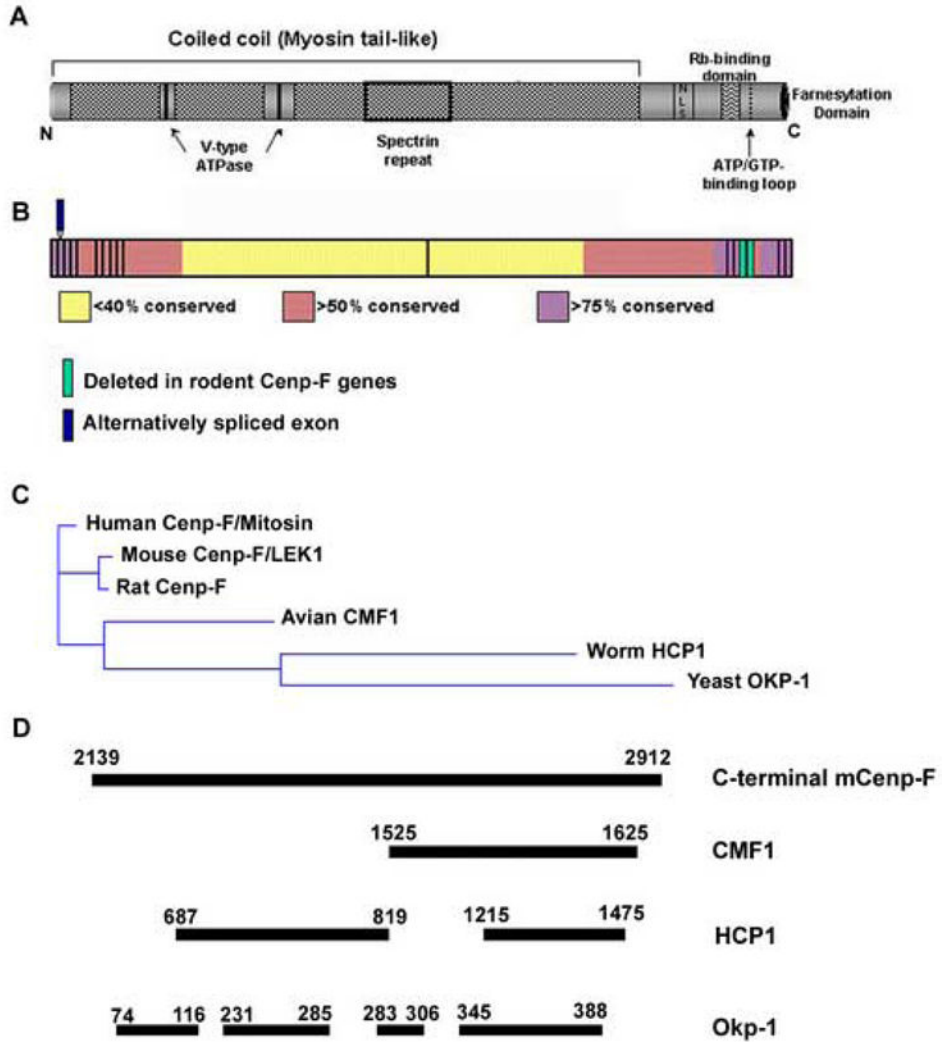 A
Coiled coil (Myosin tail-like)
Rb-binding
domain
N
L
S
Farnesylation
Domain
N
C
V-type
ATPase
Spectrin
repeat
ATP/GTP-
binding loop
B
<40% conserved
>50% conserved
>75% conserved
Deleted in rodent Cenp-F genes
Alternatively spliced exon
C
Human Cenp-F/Mitosin
Mouse Cenp-F/LEK1
Rat Cenp-F
Avian CMF1
Worm HCP1
Yeast OKP-1
D
2139 2912
C-terminal mCenp-F
1525 1625
CMF1
687 819 1215 1475
HCP1
74 116 231 285 283 306 345 388
Okp-1